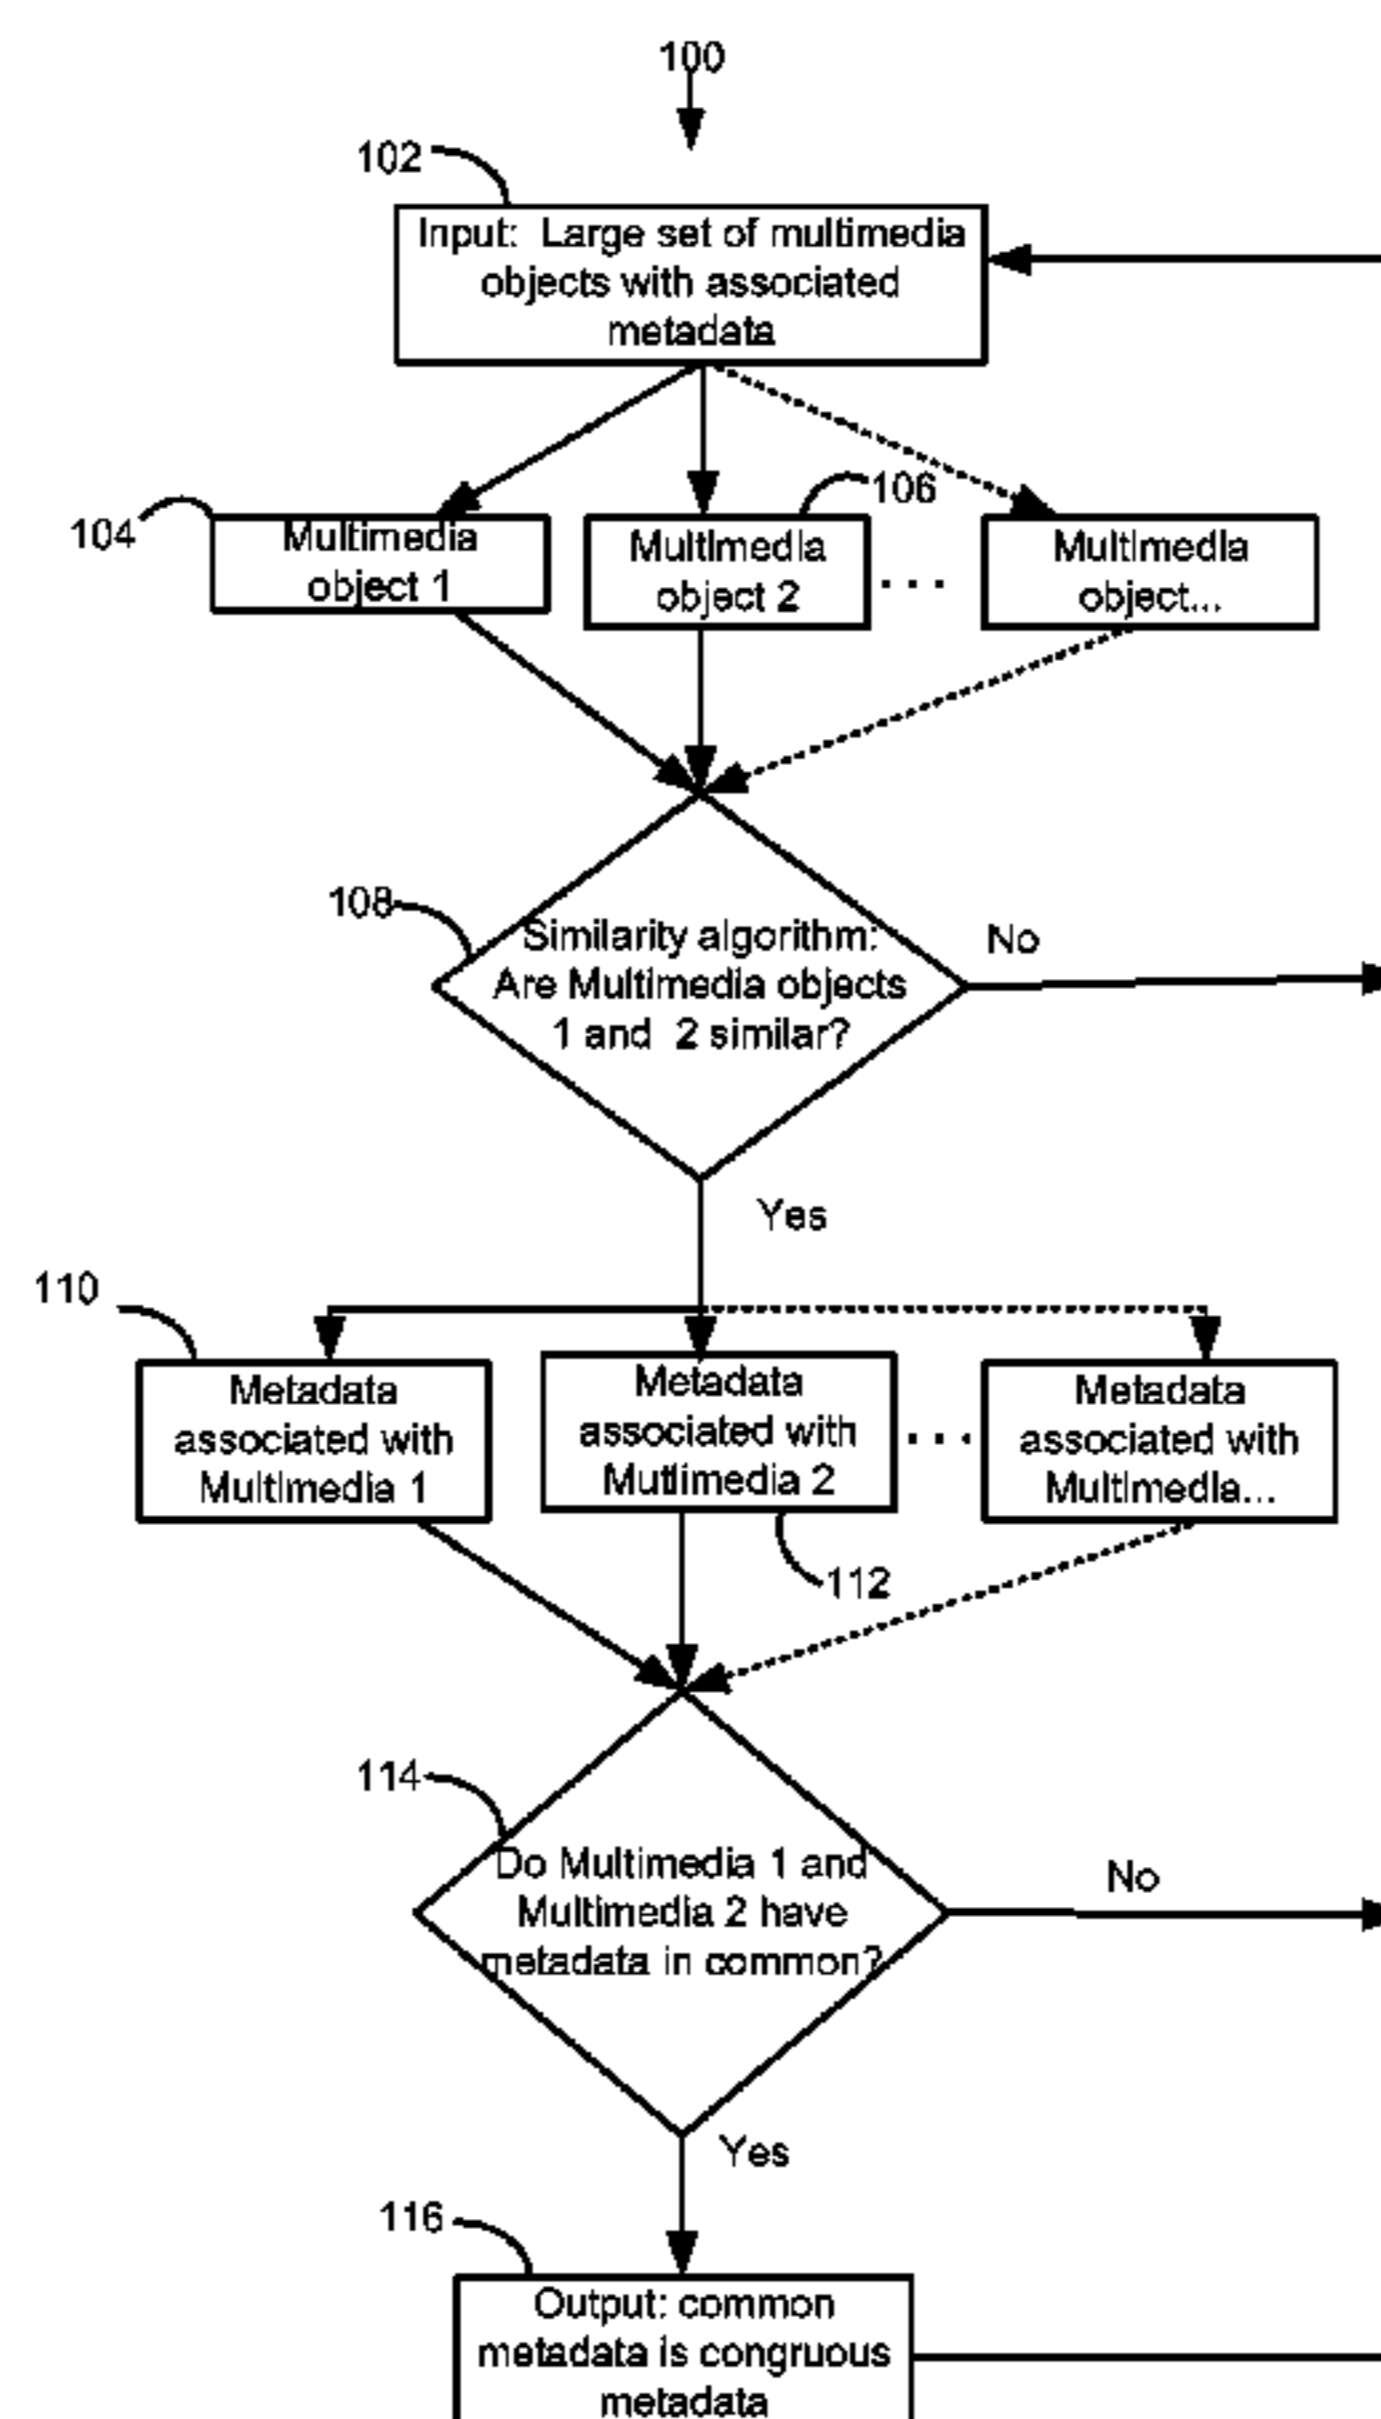 100
102
Input: Large set of multimedia
objects with associated
metadata
104
Multimedia
object 1
106
Multimedia
object 2
...
Multimedia
object...
108
Similarity algorithm:
Are Multimedia objects
1 and 2 similar?
No
Yes
110
Metadata
associated with
Multimedia 1
Metadata
associated with
Mutlimedia 2
...
Metadata
associated with
Multimedia...
112
114
Do Multimedia 1 and
Multimedia 2 have
metadata in common?
No
Yes
116
Output: common
metadata is congruous
metadata